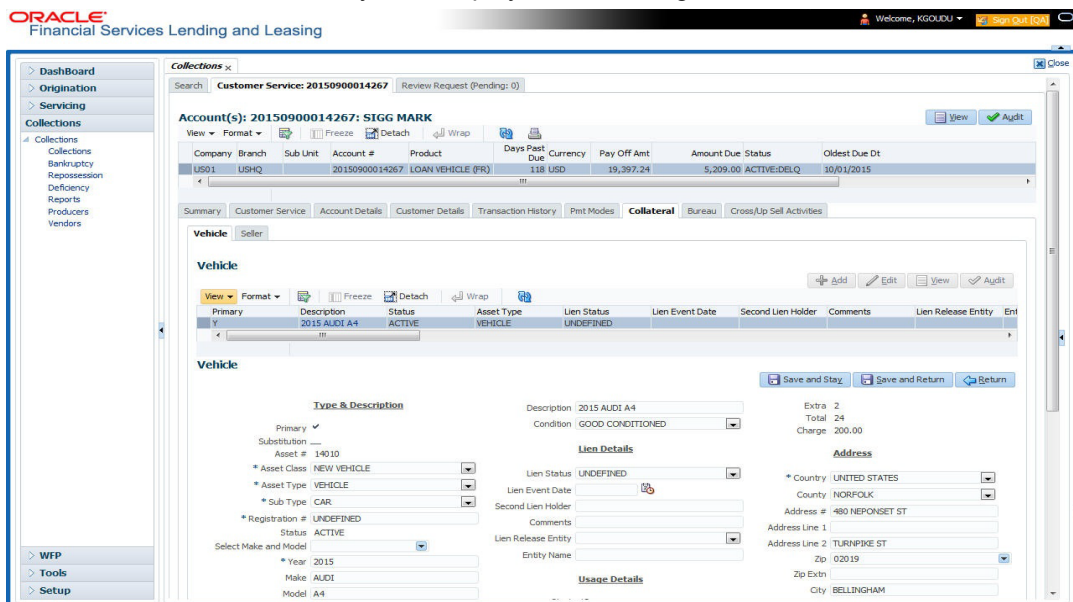 ORACLE
Financial Services Lending and Leasing
Welcome, KGOUDU
Sign Out [QA]
Close
DashBoard
Origination
Servicing
Collections
Collections
Collections
Bankruptcy
Repossession
Deficiency
Reports
Producers
Vendors
WFP
Tools
Setup
Collections x
Search Customer Service: 20150900014267 Review Request (Pending: 0)
Account(s): 20150900014267: SIGG MARK
View Audit
View Format Freeze Detach Wrap
Company Branch Sub Unit Account # Product Days Past Due Currency Pay Off Amt Amount Due Status Oldest Due Dt
US01 USHQ 20150900014267 LOAN VEHICLE (FR) 118 USD 19,397.24 5,209.00 ACTIVE:DELQ 10/01/2015
Summary Customer Service Account Details Customer Details Transaction History Pmt Modes Collateral Bureau Cross/Up Sell Activities
Vehicle Seller
Vehicle
Add Edit View Audit
View Format Freeze Detach Wrap
Primary Description Status Asset Type Lien Status Lien Event Date Second Lien Holder Comments Lien Release Entity Ent
Y 2015 AUDI A4 ACTIVE VEHICLE UNDEFINED
Vehicle
Save and Stay Save and Return Return
Type & Description
Primary
Substitution
Asset # 14010
* Asset Class NEW VEHICLE
* Asset Type VEHICLE
* Sub Type CAR
* Registration # UNDEFINED
Status ACTIVE
Select Make and Model
* Year 2015
Make AUDI
Model A4
Description 2015 AUDI A4
Condition GOOD CONDITIONED
Lien Details
Lien Status UNDEFINED
Lien Event Date
Second Lien Holder
Comments
Lien Release Entity
Entity Name
Usage Details
Extra 2
Total 24
Charge 200.00
Address
* Country UNITED STATES
County NORFOLK
Address # 480 NEPONSET ST
Address Line 1
Address Line 2 TURNPIKE ST
Zip 02019
Zip Extn
City BELLINGHAM